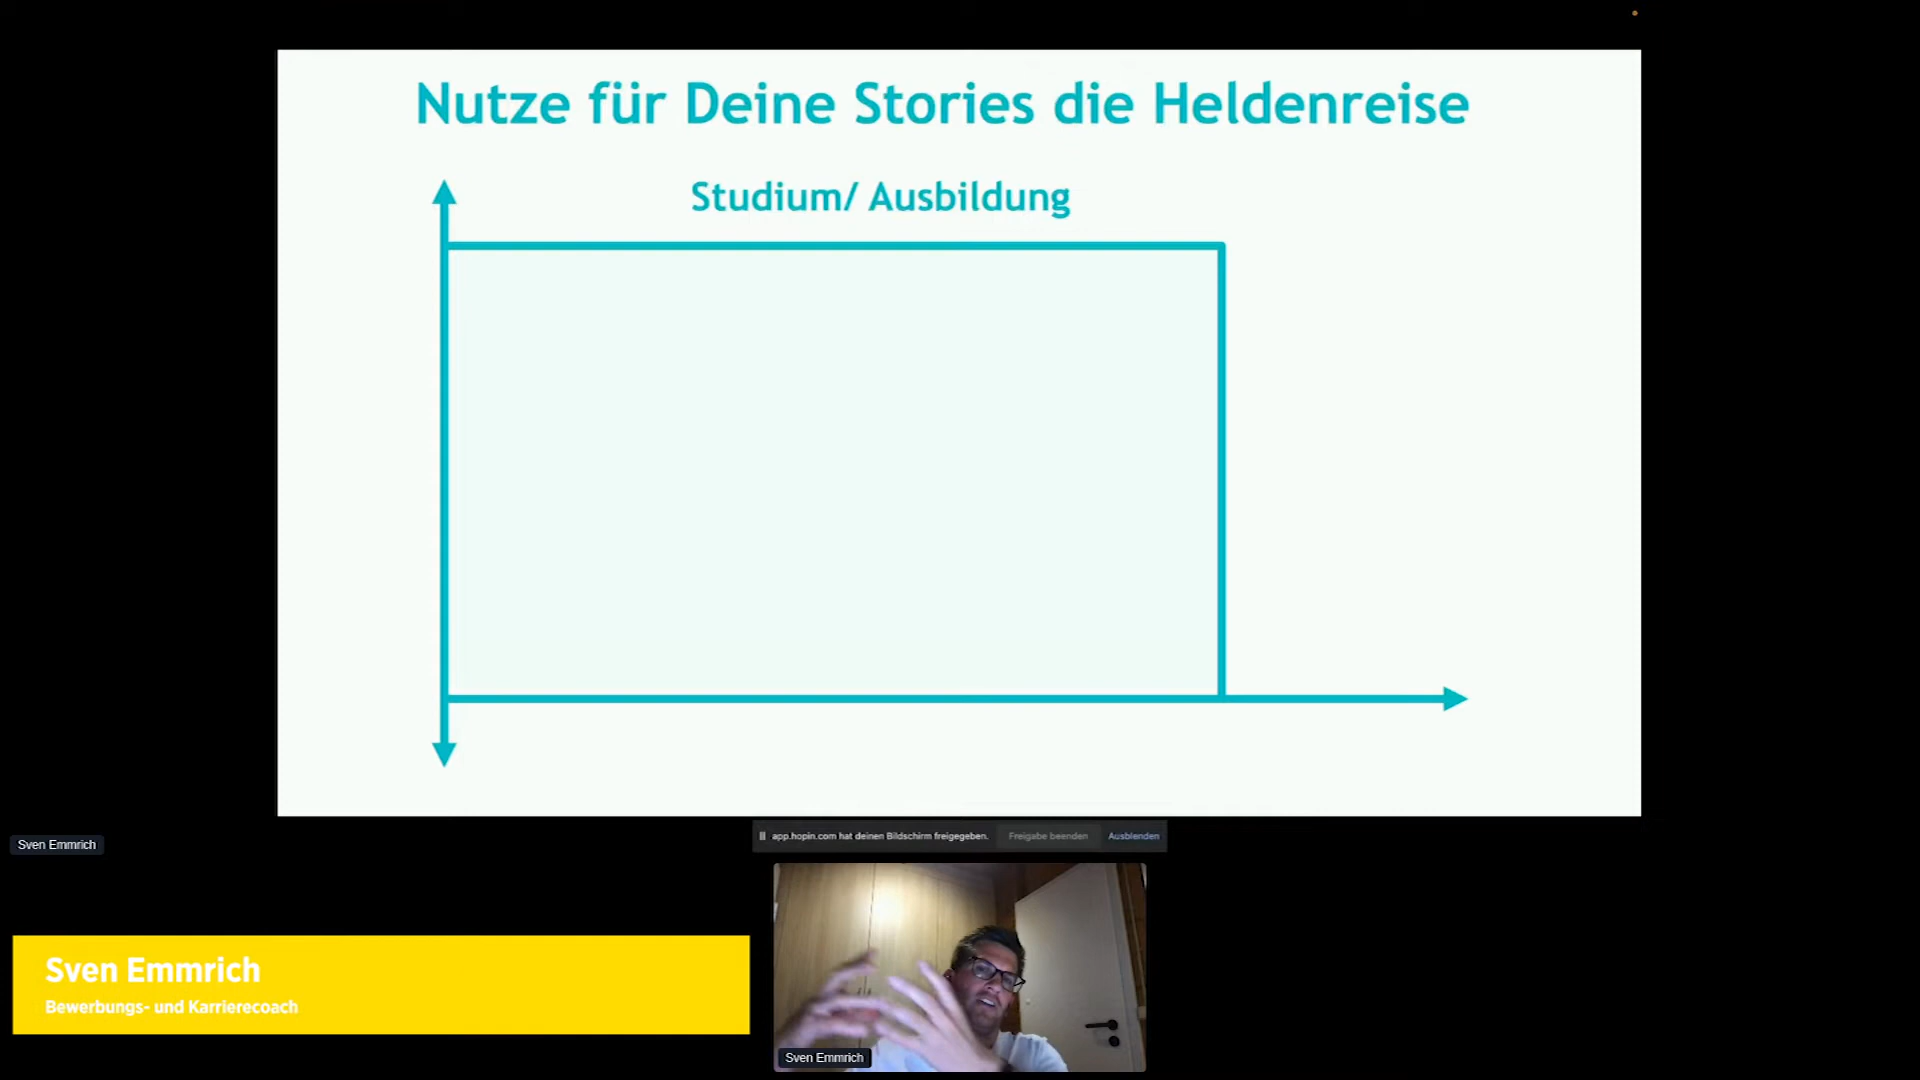 Nutze für Deine Stories die Heldenreise
Studium/ Ausbildung
app.hopin.com hat deinen Bildschirm freigegeben.
Freigabe beenden
Ausblenden
Sven Emmrich
Sven Emmrich
Bewerbungs- und Karrierecoach
Sven Emmrich